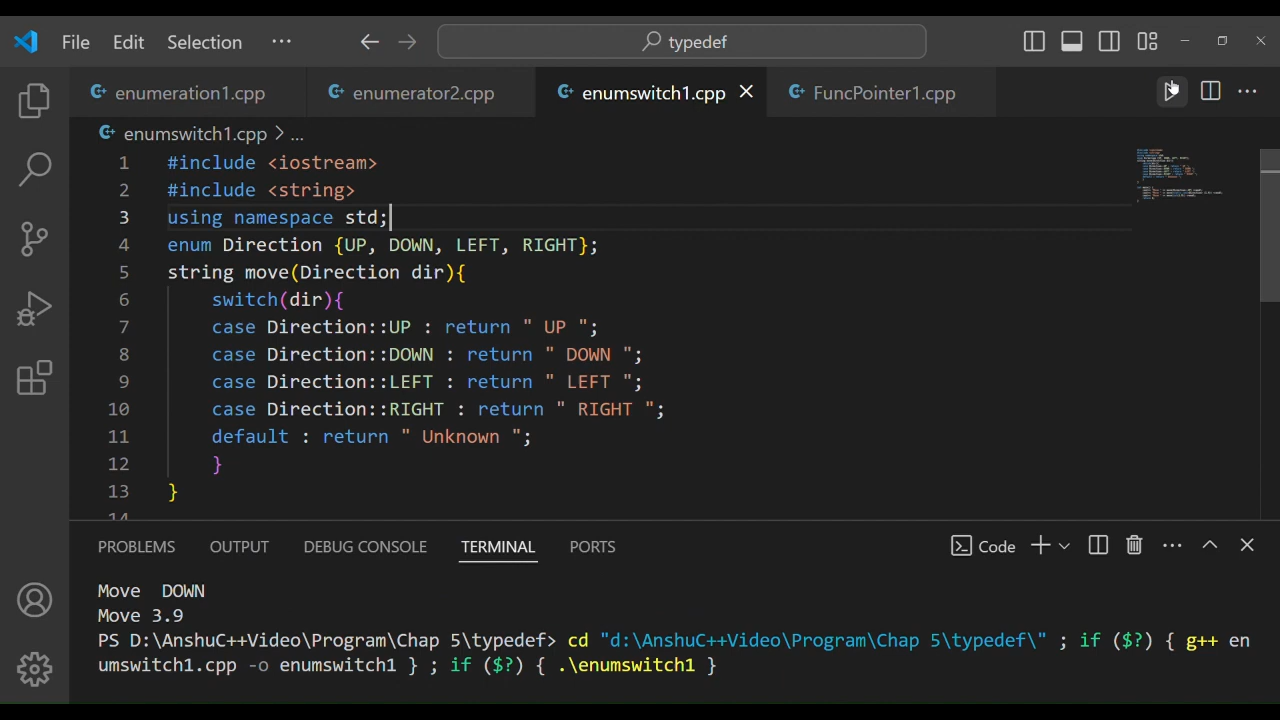 File Edit Selection ··· typedef
enumeration1.cpp enumerator2.cpp enumswitch1.cpp FuncPointer1.cpp
enumswitch1.cpp > ...
1 #include <iostream>
2 #include <string>
3 using namespace std;
4 enum Direction {UP, DOWN, LEFT, RIGHT};
5 string move(Direction dir){
6 switch(dir){
7 case Direction::UP : return " UP ";
8 case Direction::DOWN : return " DOWN ";
9 case Direction::LEFT : return " LEFT ";
10 case Direction::RIGHT : return " RIGHT ";
11 default : return " Unknown ";
12 }
13 }
14
PROBLEMS OUTPUT DEBUG CONSOLE TERMINAL PORTS Code
Move  DOWN
Move 3.9
PS D:\AnshuC++Video\Program\Chap 5\typedef> cd "d:\AnshuC++Video\Program\Chap 5\typedef\" ; if ($?) { g++ en
umswitch1.cpp -o enumswitch1 } ; if ($?) { .\enumswitch1 }